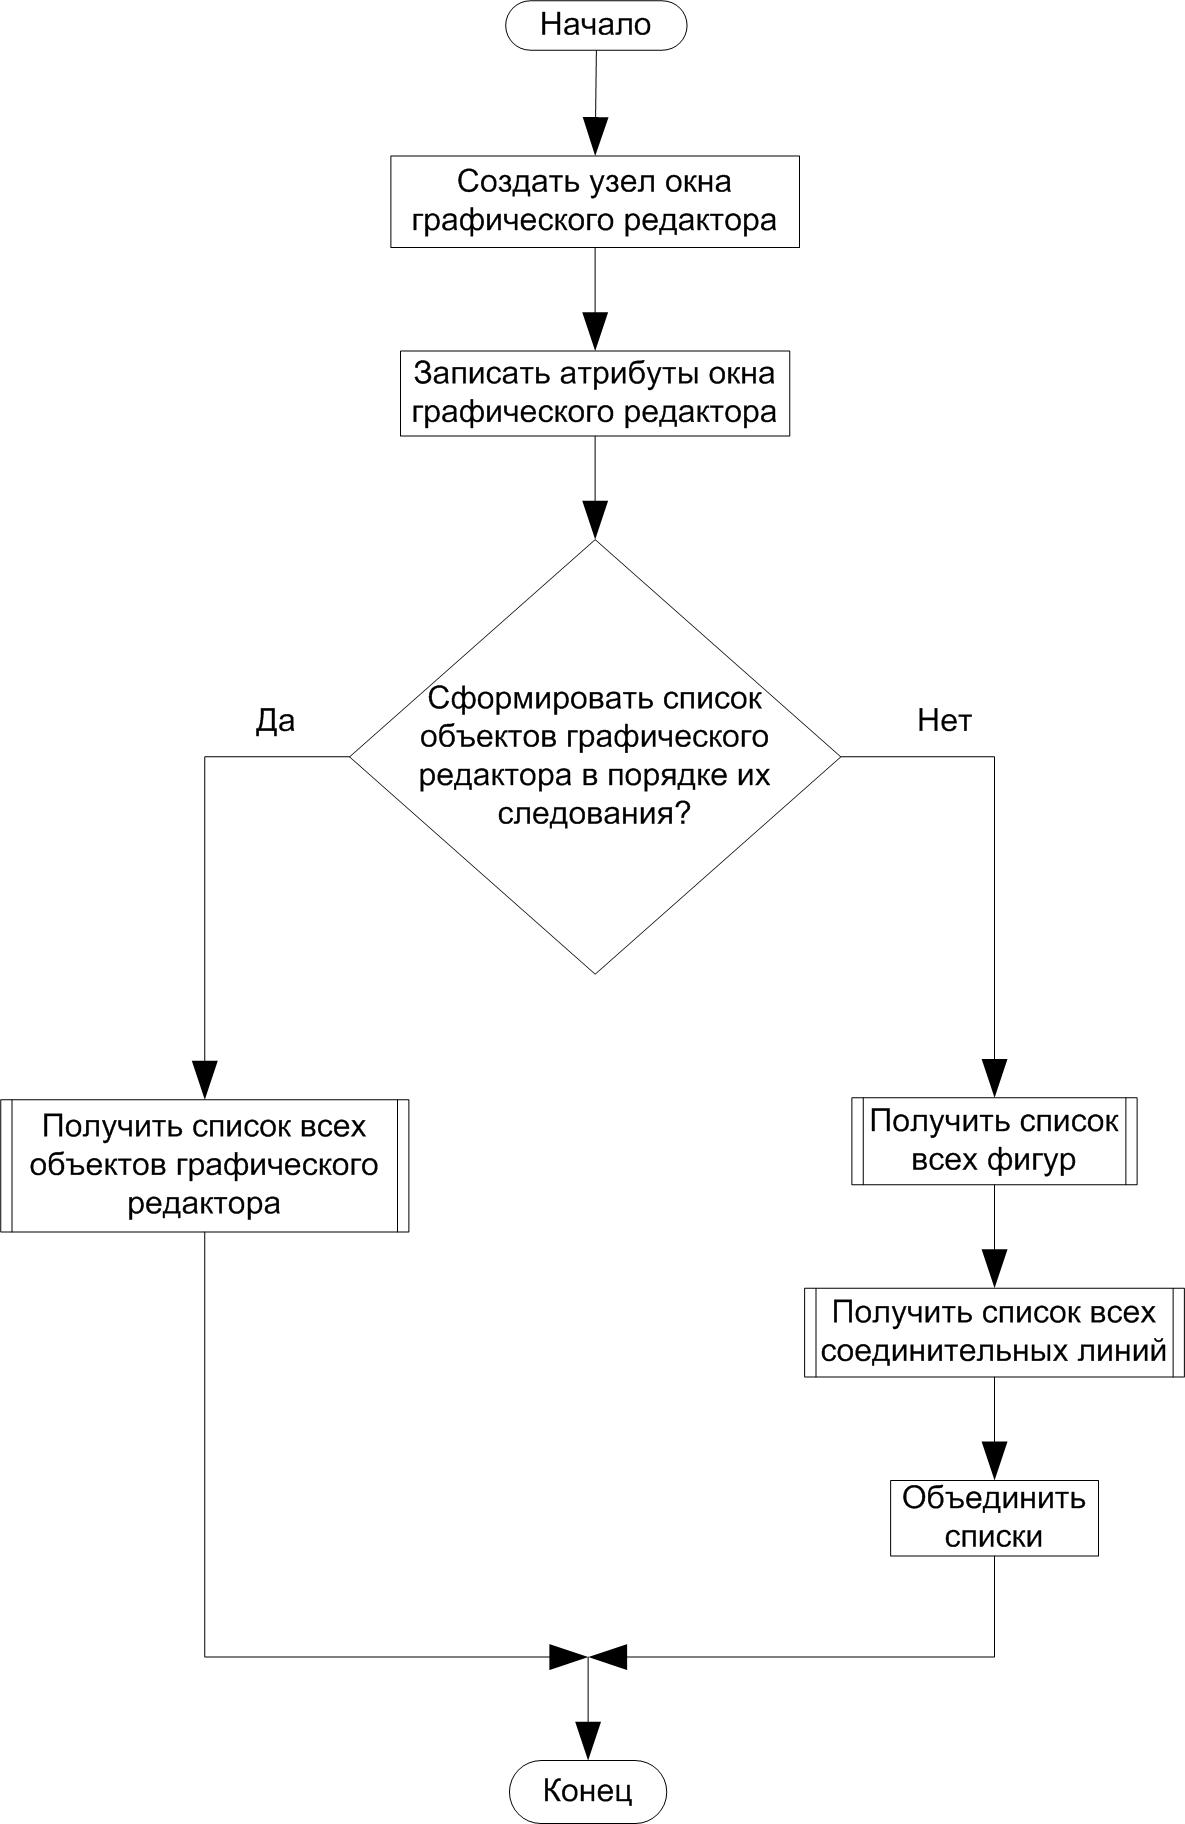 Начало
Создать узел окна
графического редактора
Записать атрибуты окна
графического редактора
Сформировать список
объектов графического
редактора в порядке их
следования?
Да
Нет
Получить список всех
объектов графического
редактора
Получить список
всех фигур
Получить список всех
соединительных линий
Объединить
списки
Конец